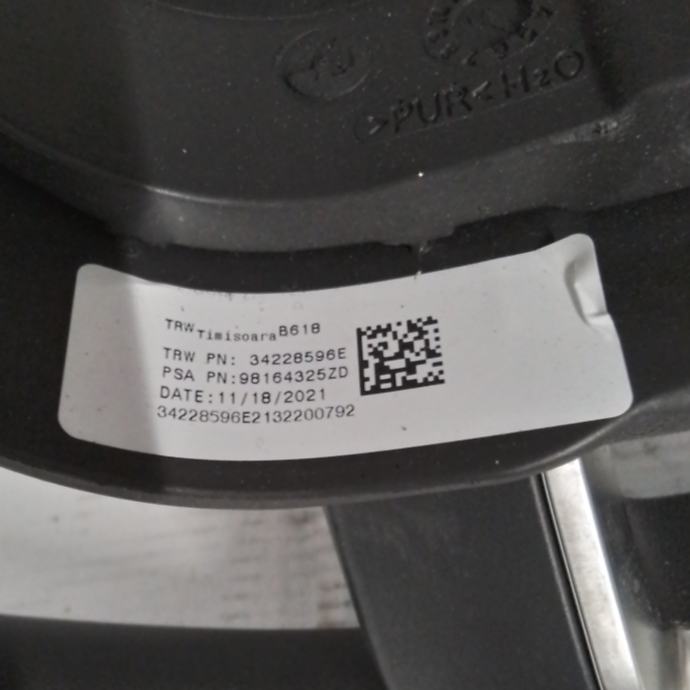 >PUR<H2O
TRW Timisoara B618
TRW PN: 34228596E
PSA PN:98164325ZD
DATE:11/18/2021
34228596E2132200792